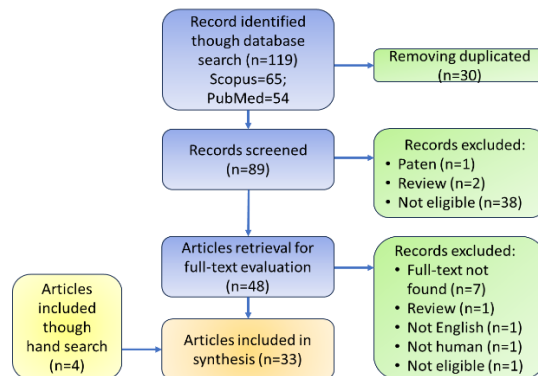 Record identified
though database
search (n=119)
Scopus=65;
PubMed=54
Removing duplicated
(n=30)
Records screened
(n=89)
Records excluded:
• Paten (n=1)
• Review (n=2)
• Not eligible (n=38)
Articles retrieval for
full-text evaluation
(n=48)
Records excluded:
• Full-text not
found (n=7)
• Review (n=1)
• Not English (n=1)
• Not human (n=1)
• Not eligible (n=1)
Articles
included
though
hand search
(n=4)
Articles included in
synthesis (n=33)